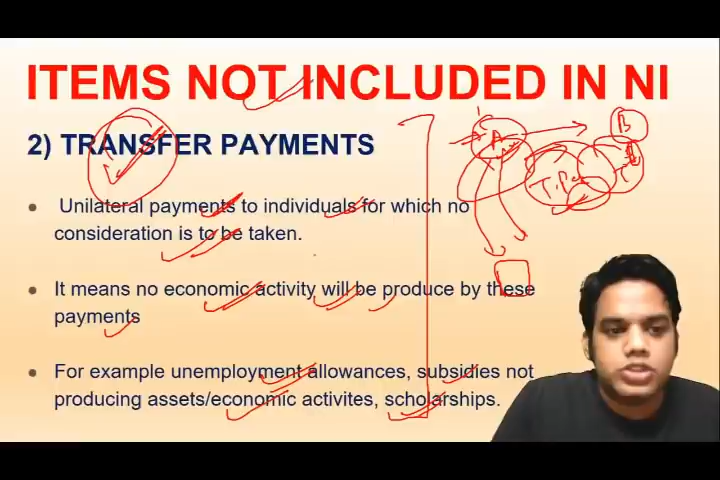 ITEMS NOT INCLUDED IN NI
2) TRANSFER PAYMENTS
Unilateral payments to individuals for which no
consideration is to be taken.
It means no economic activity will be produce by these
payments
For example unemployment allowances, subsidies not
producing assets/economic activites, scholarships.
A
B